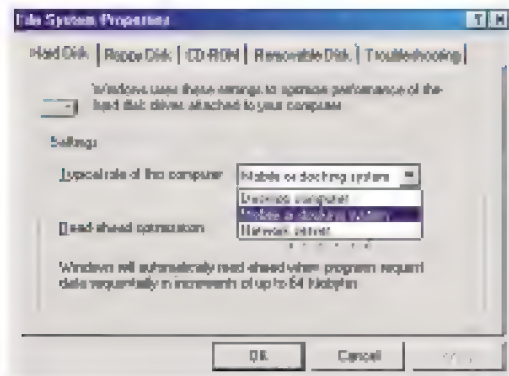 File System Properties
Hard Disk | Floppy Disk | CD-ROM | Removable Disk | Troubleshooting
Windows uses these settings to optimize performance of the
hard disk drives attached to your computer.
Settings
Typical role of this computer: Mobile or docking system
Desktop computer
Mobile or docking system
Network server
Read-ahead optimization:
Windows will automatically read ahead when programs request
data sequentially in increments of up to 64 kilobytes.
OK Cancel